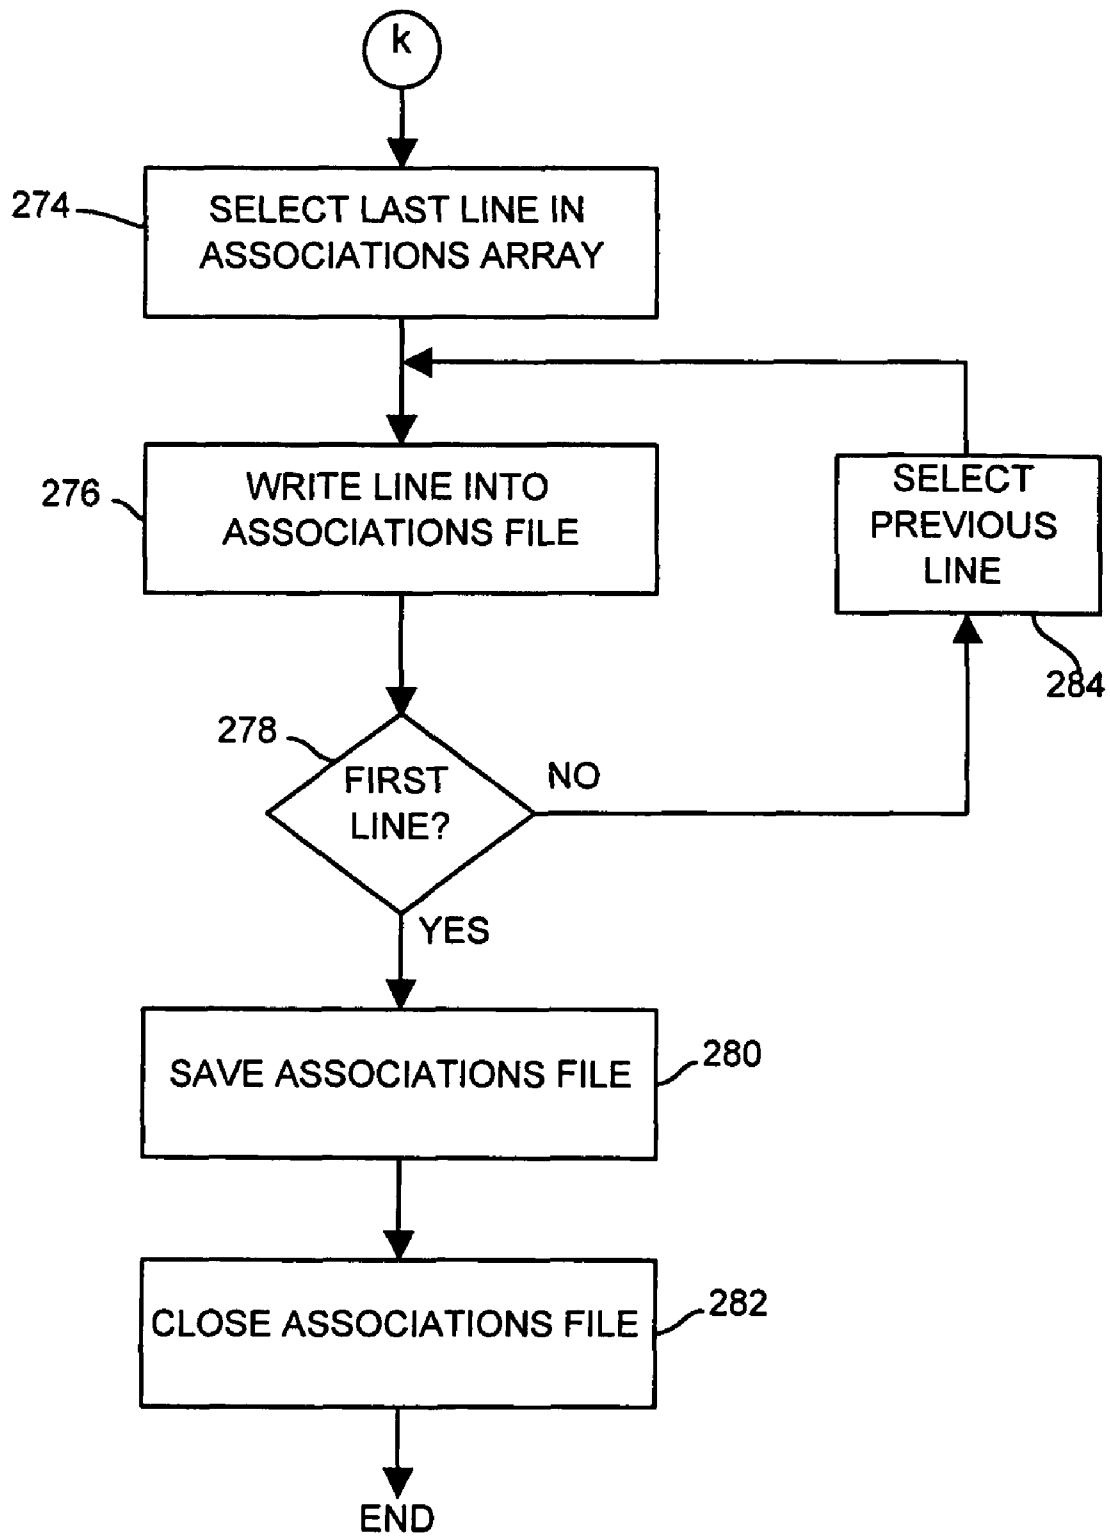 k
274
SELECT LAST LINE IN
ASSOCIATIONS ARRAY
276
WRITE LINE INTO
ASSOCIATIONS FILE
SELECT
PREVIOUS
LINE
284
278
FIRST
LINE?
NO
YES
SAVE ASSOCIATIONS FILE
280
CLOSE ASSOCIATIONS FILE
282
END